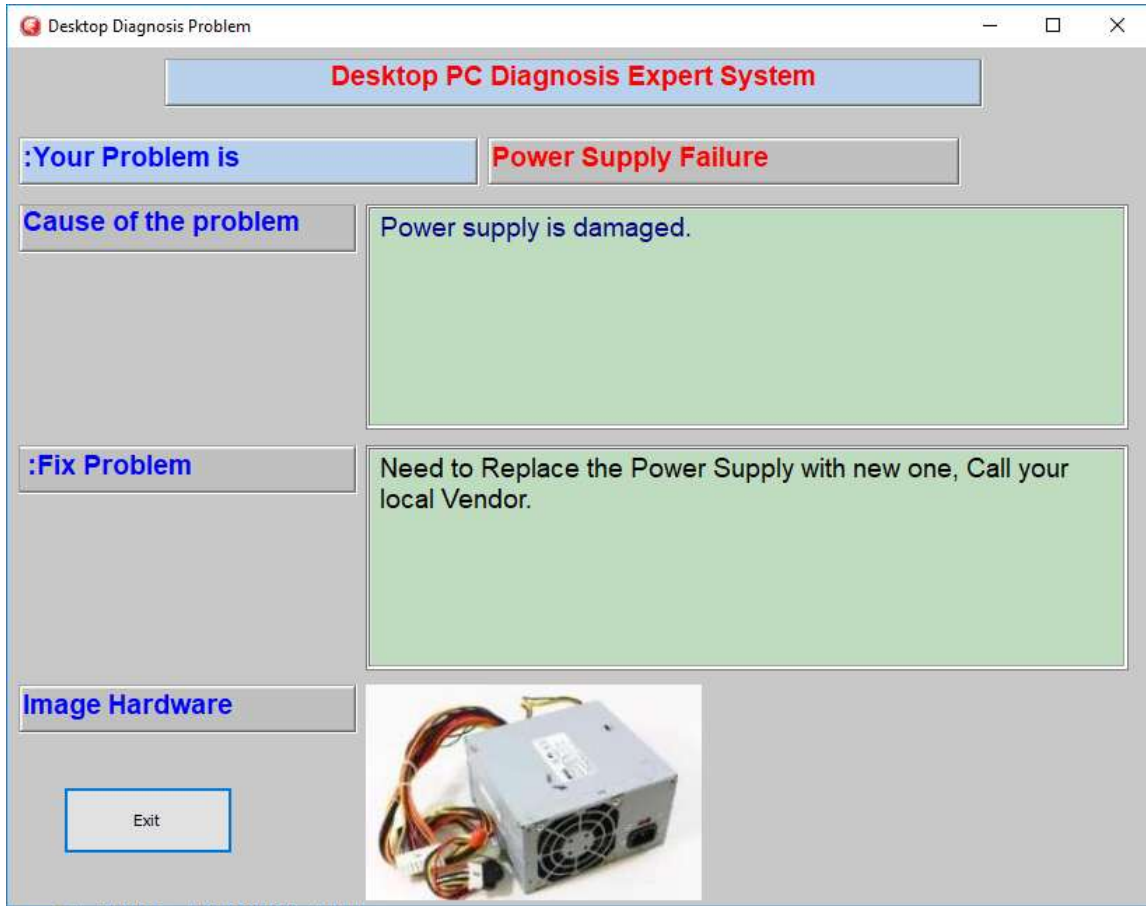 Desktop Diagnosis Problem
Desktop PC Diagnosis Expert System
:Your Problem is
Power Supply Failure
Cause of the problem
Power supply is damaged.
:Fix Problem
Need to Replace the Power Supply with new one, Call your
local Vendor.
Image Hardware
Exit